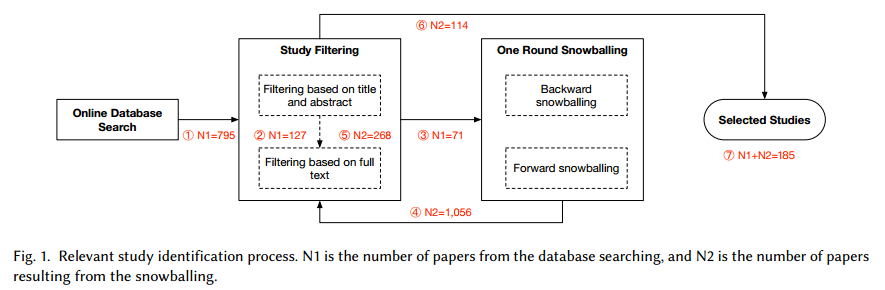 ⑥ N2=114
Study Filtering
One Round Snowballing
Filtering based on title
and abstract
Backward
snowballing
Online Database
Search
① N1=795
② N1=127
⑤ N2=268
③ N1=71
Selected Studies
Filtering based on full
text
Forward snowballing
⑦ N1+N2=185
④ N2=1,056
Fig. 1. Relevant study identification process. N1 is the number of papers from the database searching, and N2 is the number of papers
resulting from the snowballing.